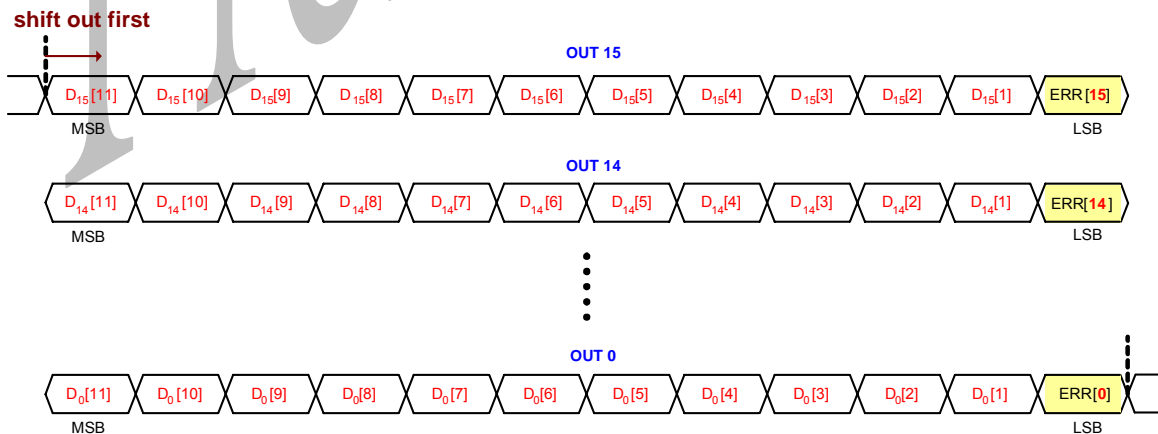 shift out first
OUT 15
D15[11] D15[10] D15[9] D15[8] D15[7] D15[6] D15[5] D15[4] D15[3] D15[2] D15[1] ERR[15]
MSB LSB
OUT 14
D14[11] D14[10] D14[9] D14[8] D14[7] D14[6] D14[5] D14[4] D14[3] D14[2] D14[1] ERR[14]
MSB LSB
OUT 0
D0[11] D0[10] D0[9] D0[8] D0[7] D0[6] D0[5] D0[4] D0[3] D0[2] D0[1] ERR[0]
MSB LSB